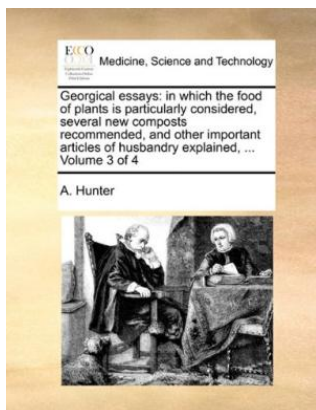 ECCO
Medicine, Science and Technology
Georgical essays: in which the food
of plants is particularly considered,
several new composts
recommended, and other important
articles of husbandry explained, ...
Volume 3 of 4
A. Hunter